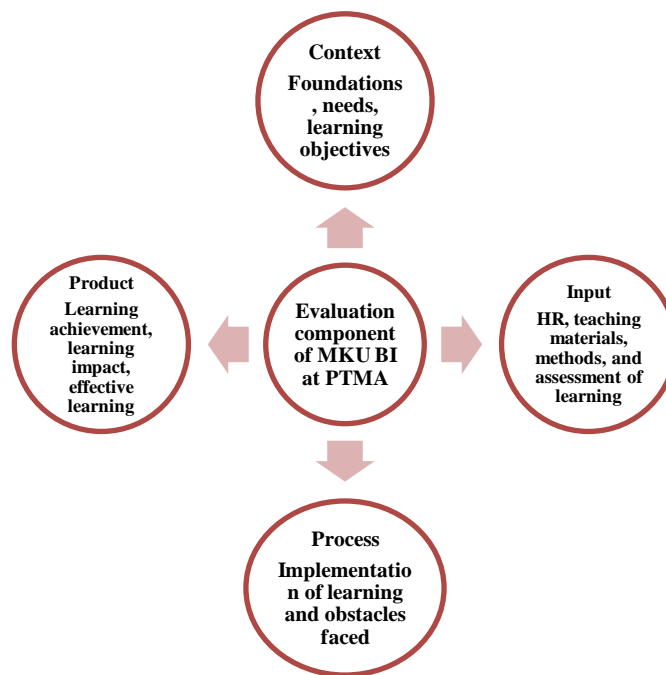 Context
Foundations
, needs,
learning
objectives
Product
Learning
achievement,
learning
impact,
effective
learning
Evaluation
component
of MKU BI
at PTMA
Input
HR, teaching
materials,
methods, and
assessment of
learning
Process
Implementatio
n of learning
and obstacles
faced